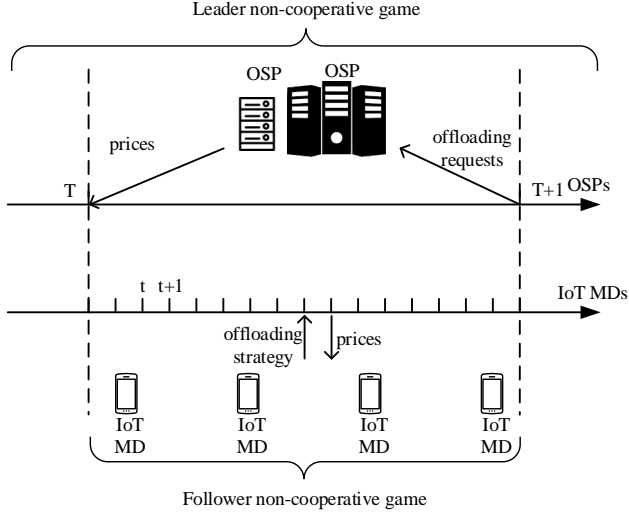 Leader non-cooperative game
OSP OSP
prices
offloading
requests
T
T+1 OSPs
t t+1
IoT MDs
offloading
strategy
prices
IoT
MD
IoT
MD
IoT
MD
IoT
MD
Follower non-cooperative game